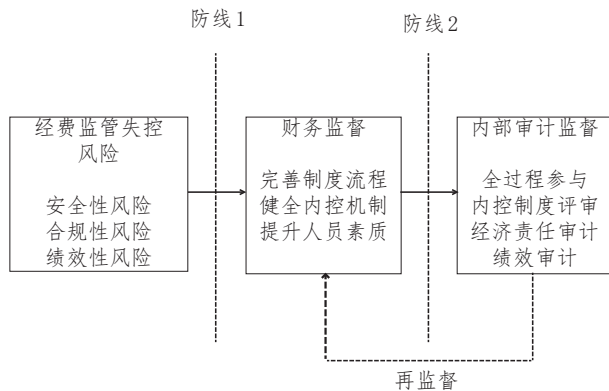 防线1
防线2
经费监管失控
风险
安全性风险
合规性风险
绩效性风险
财务监督
完善制度流程
健全内控机制
提升人员素质
内部审计监督
全过程参与
内控制度评审
经济责任审计
绩效审计
再监督